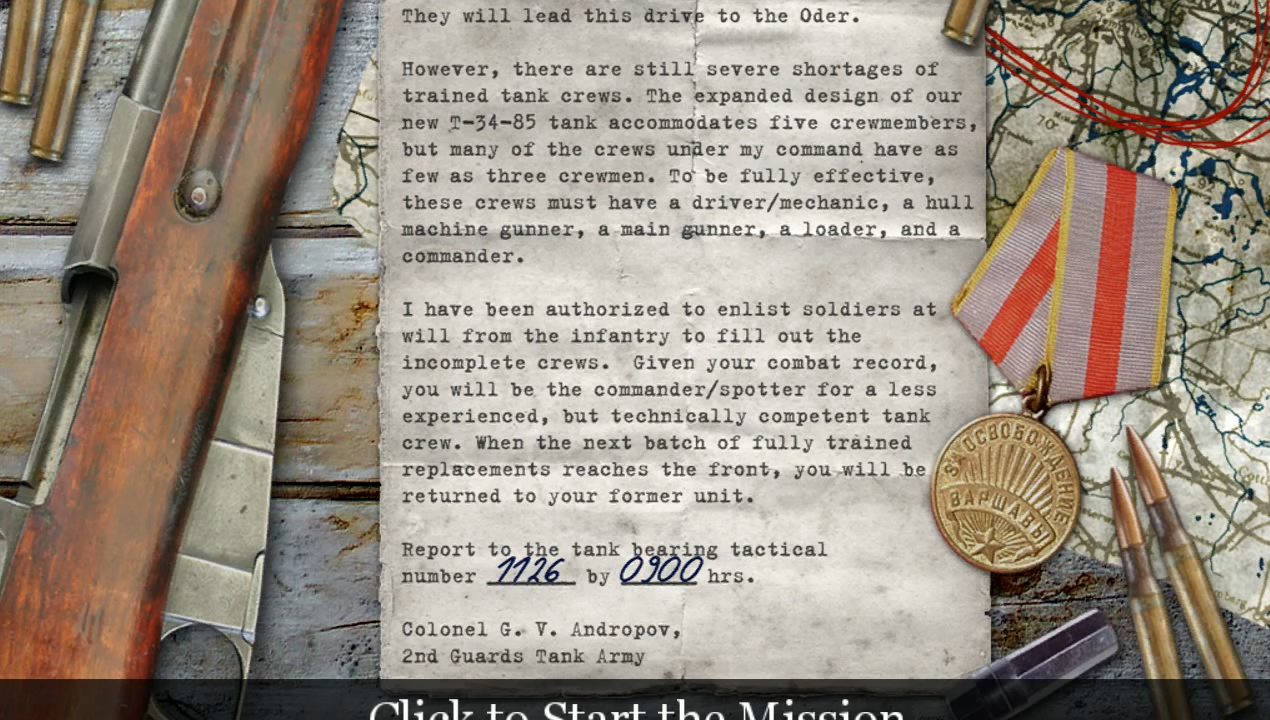 They will lead this drive to the Oder.
However, there are still severe shortages of
trained tank crews. The expanded design of our
new T-34-85 tank accommodates five crewmembers,
but many of the crews under my command have as
few as three crewmen. To be fully effective,
these crews must have a driver/mechanic, a hull
machine gunner, a main gunner, a loader, and a
commander.
I have been authorized to enlist soldiers at
will from the infantry to fill out the
incomplete crews. Given your combat record,
you will be the commander/spotter for a less
experienced, but technically competent tank
crew. When the next batch of fully trained
replacements reaches the front, you will be
returned to your former unit.
Report to the tank bearing tactical
number 1126 by 0900 hrs.
Colonel G. V. Andropov,
2nd Guards Tank Army
ЗА ОСВОБОЖДЕНИЕ
ВАРШАВЫ
Click to Start the Mission